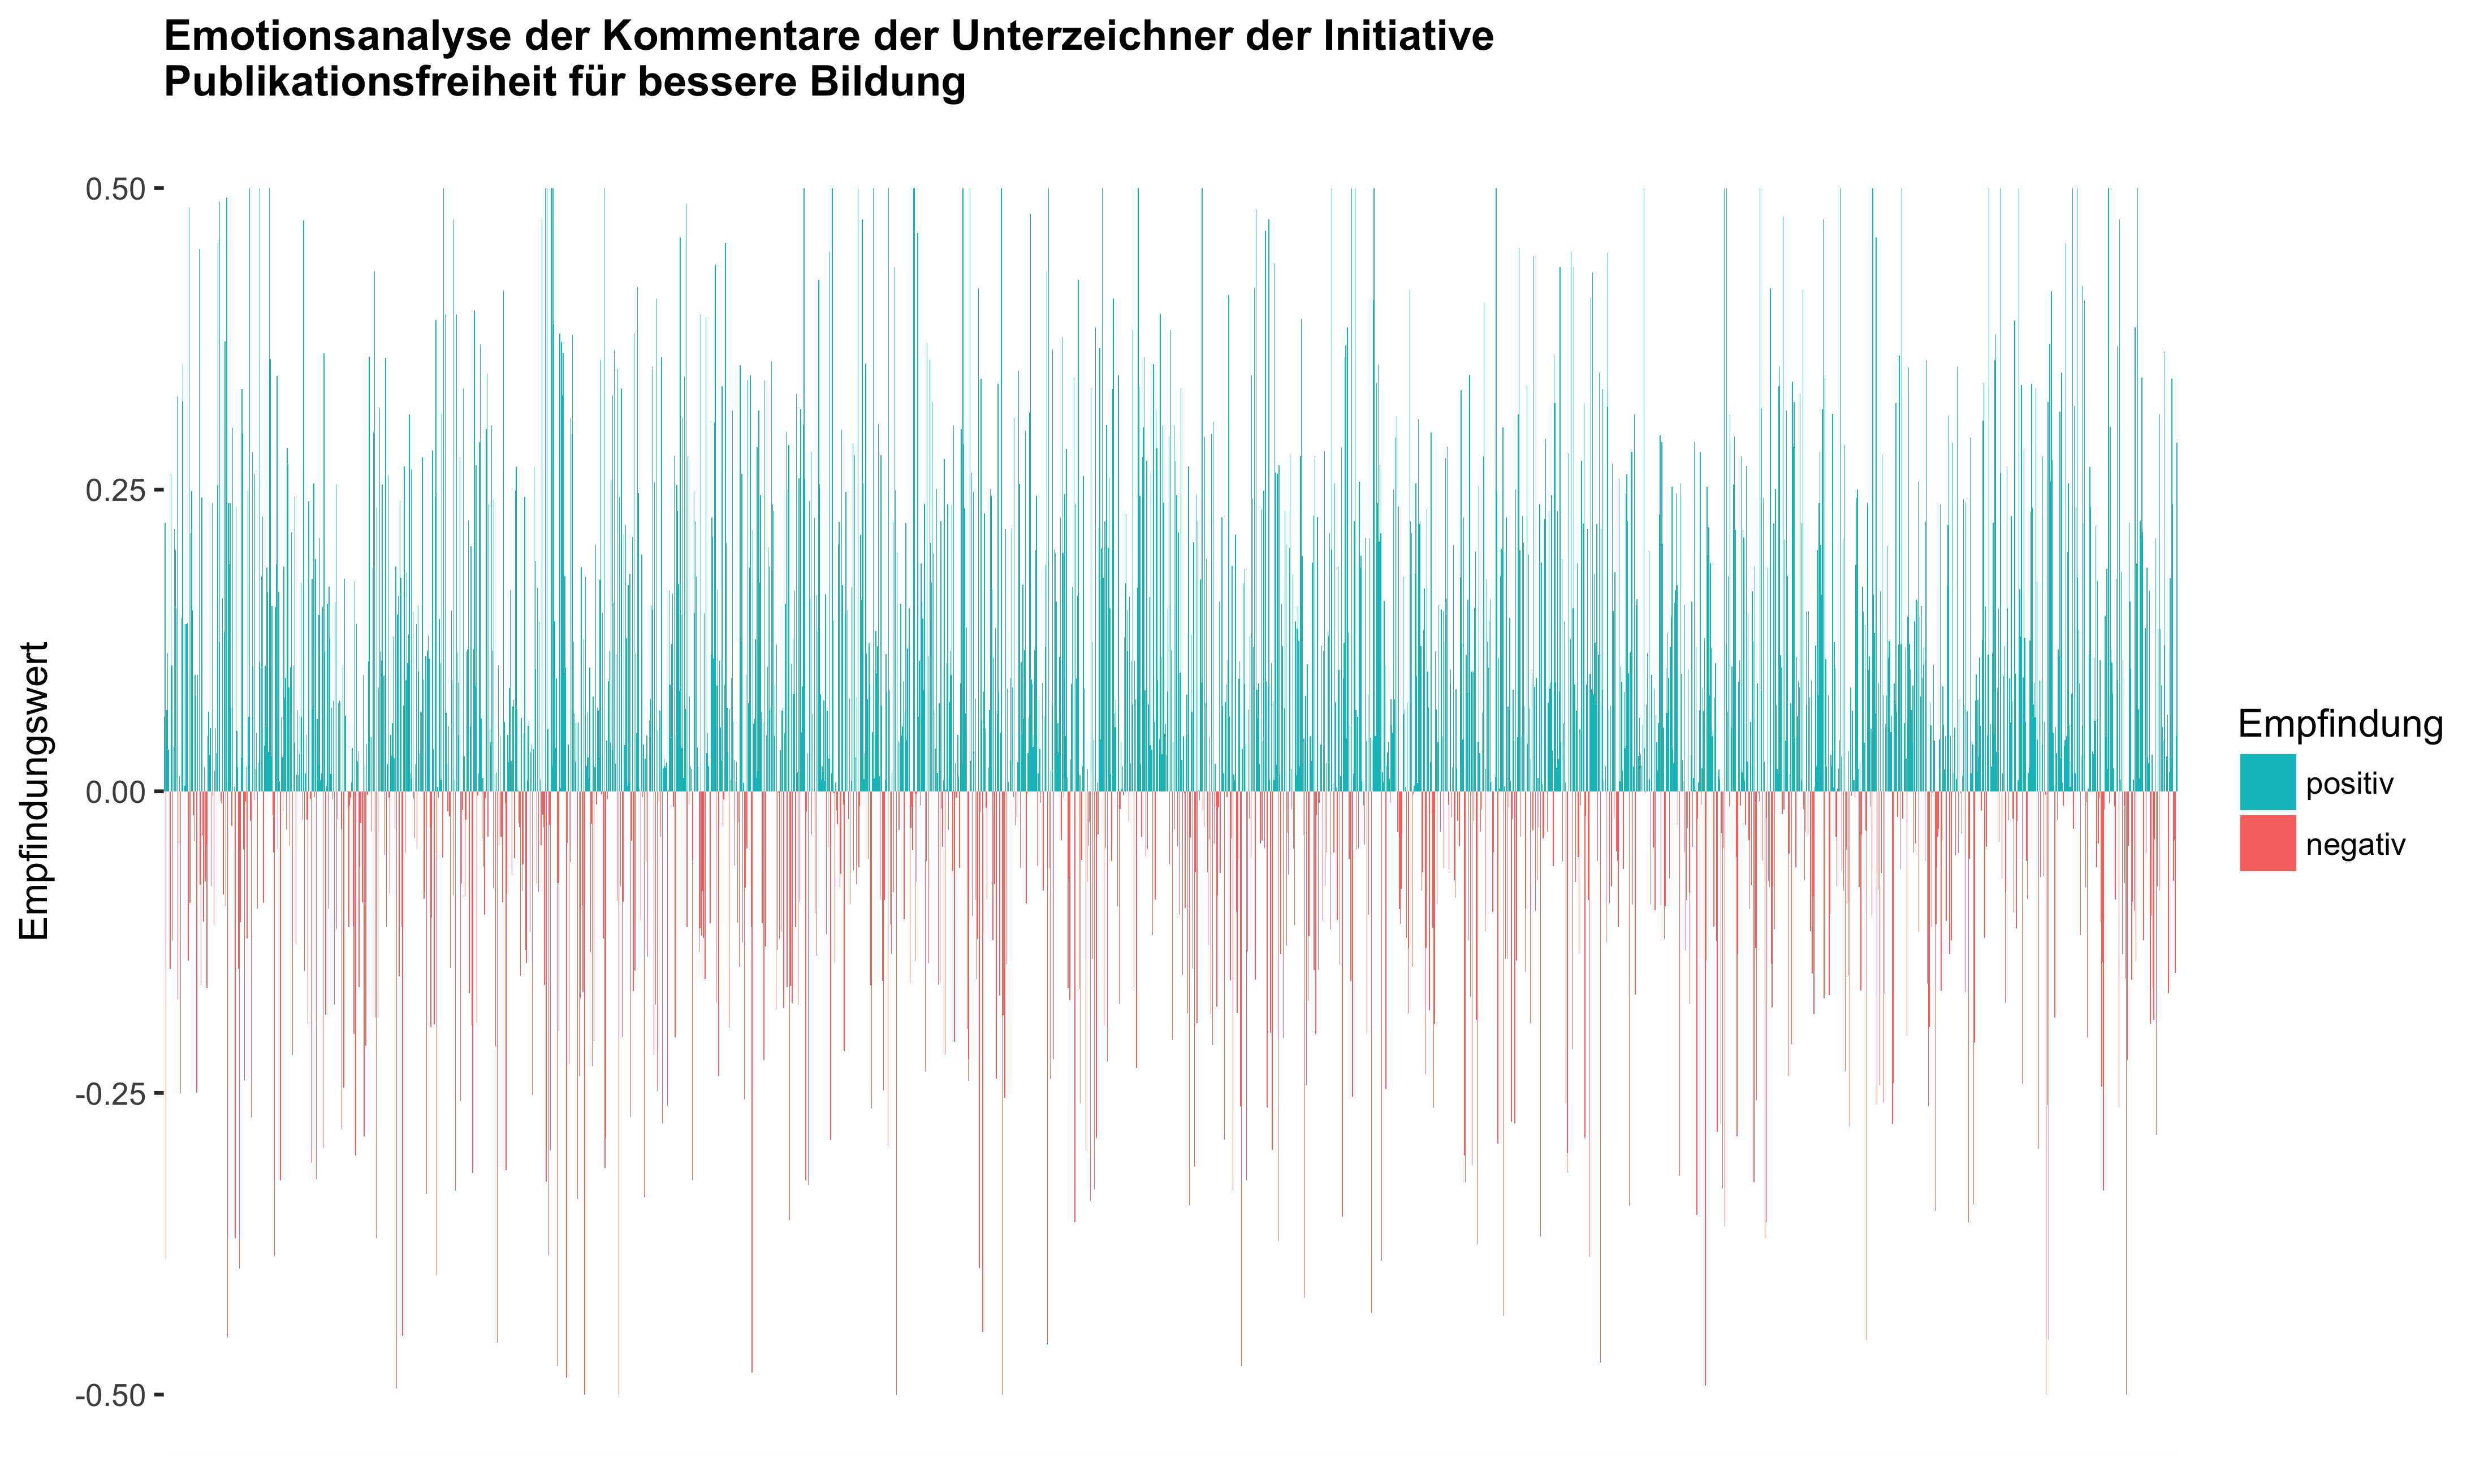 Emotionsanalyse der Kommentare der Unterzeichner der Initiative
Publikationsfreiheit für bessere Bildung
0.50
0.25
0.00
-0.25
-0.50
Empfindungswert
Empfindung
positiv
negativ